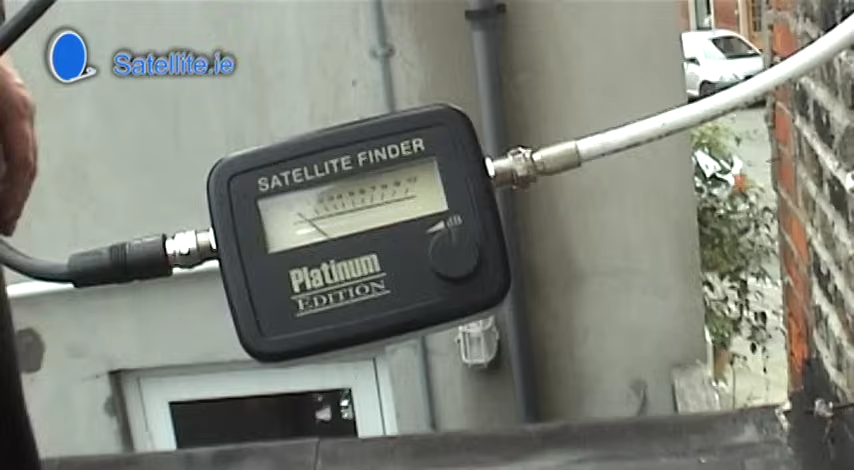 Satellite.ie
SATELLITE FINDER
dB
Platinum
EDITION